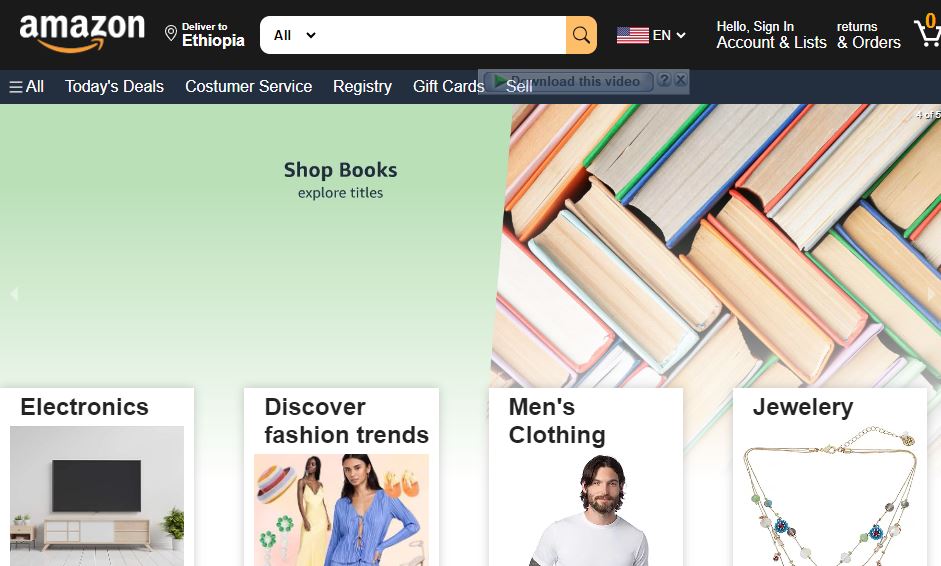 amazon
Deliver to
Ethiopia
All
EN
Hello, Sign In
Account & Lists
returns
& Orders
0
All
Today's Deals
Costumer Service
Registry
Gift Cards
Sell
Download this video
?
X
4 of 5
Shop Books
explore titles
Electronics
Discover
fashion trends
Men's
Clothing
Jewelery